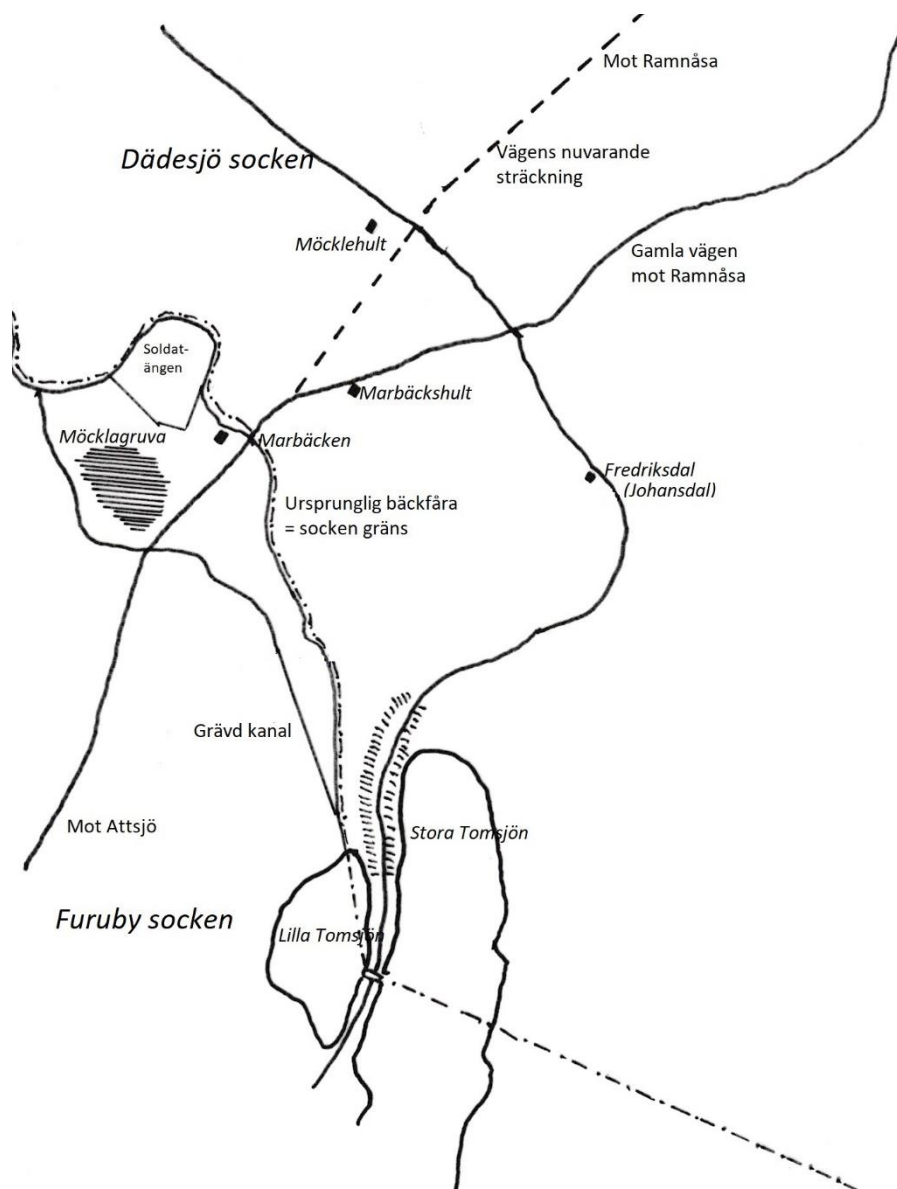 Mot Ramnåsa
Dädesjö socken
Vägens nuvarande
sträckning
Möcklehult
Gamla vägen
mot Ramnåsa
Soldat-
ängen
Marbäckshult
Möcklagruva
Marbäcken
Fredriksdal
(Johansdal)
Ursprunglig bäckfåra
= socken gräns
Grävd kanal
Mot Attsjö
Stora Tomsjön
Furuby socken
Lilla Tomsjön